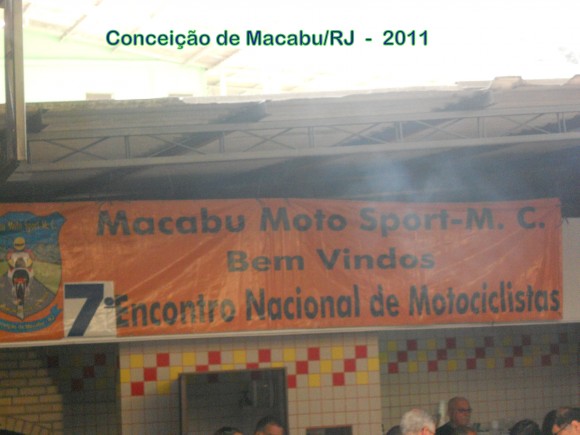 Conceição de Macabu/RJ - 2011
Macabu Moto Sport-M. C.
Bem Vindos
7º Encontro Nacional de Motociclistas